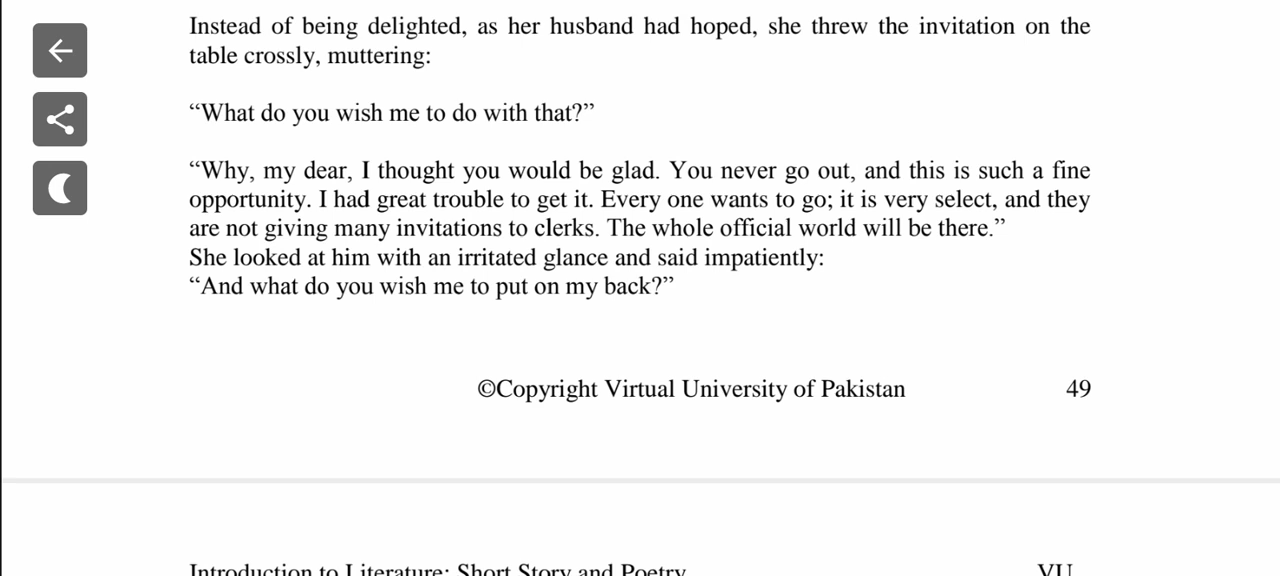 Instead of being delighted, as her husband had hoped, she threw the invitation on the
table crossly, muttering:
“What do you wish me to do with that?”
“Why, my dear, I thought you would be glad. You never go out, and this is such a fine
opportunity. I had great trouble to get it. Every one wants to go; it is very select, and they
are not giving many invitations to clerks. The whole official world will be there.”
She looked at him with an irritated glance and said impatiently:
“And what do you wish me to put on my back?”
©Copyright Virtual University of Pakistan 49
Introduction to Literature: Short Story and Poetry VU